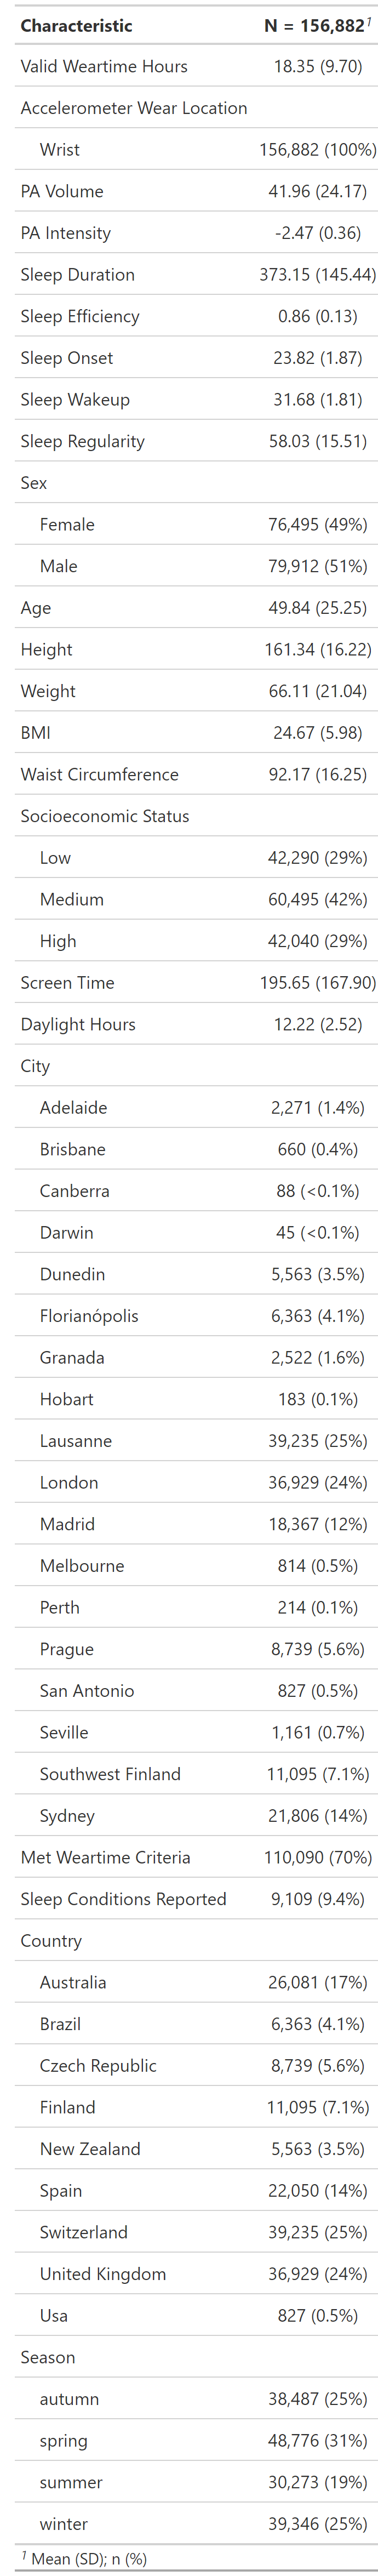 Characteristic N = 156,882¹
Valid Weartime Hours 18.35 (9.70)
Accelerometer Wear Location
Wrist 156,882 (100%)
PA Volume 41.96 (24.17)
PA Intensity -2.47 (0.36)
Sleep Duration 373.15 (145.44)
Sleep Efficiency 0.86 (0.13)
Sleep Onset 23.82 (1.87)
Sleep Wakeup 31.68 (1.81)
Sleep Regularity 58.03 (15.51)
Sex
Female 76,495 (49%)
Male 79,912 (51%)
Age 49.84 (25.25)
Height 161.34 (16.22)
Weight 66.11 (21.04)
BMI 24.67 (5.98)
Waist Circumference 92.17 (16.25)
Socioeconomic Status
Low 42,290 (29%)
Medium 60,495 (42%)
High 42,040 (29%)
Screen Time 195.65 (167.90)
Daylight Hours 12.22 (2.52)
City
Adelaide 2,271 (1.4%)
Brisbane 660 (0.4%)
Canberra 88 (<0.1%)
Darwin 45 (<0.1%)
Dunedin 5,563 (3.5%)
Florianópolis 6,363 (4.1%)
Granada 2,522 (1.6%)
Hobart 183 (0.1%)
Lausanne 39,235 (25%)
London 36,929 (24%)
Madrid 18,367 (12%)
Melbourne 814 (0.5%)
Perth 214 (0.1%)
Prague 8,739 (5.6%)
San Antonio 827 (0.5%)
Seville 1,161 (0.7%)
Southwest Finland 11,095 (7.1%)
Sydney 21,806 (14%)
Met Weartime Criteria 110,090 (70%)
Sleep Conditions Reported 9,109 (9.4%)
Country
Australia 26,081 (17%)
Brazil 6,363 (4.1%)
Czech Republic 8,739 (5.6%)
Finland 11,095 (7.1%)
New Zealand 5,563 (3.5%)
Spain 22,050 (14%)
Switzerland 39,235 (25%)
United Kingdom 36,929 (24%)
Usa 827 (0.5%)
Season
autumn 38,487 (25%)
spring 48,776 (31%)
summer 30,273 (19%)
winter 39,346 (25%)
¹ Mean (SD); n (%)